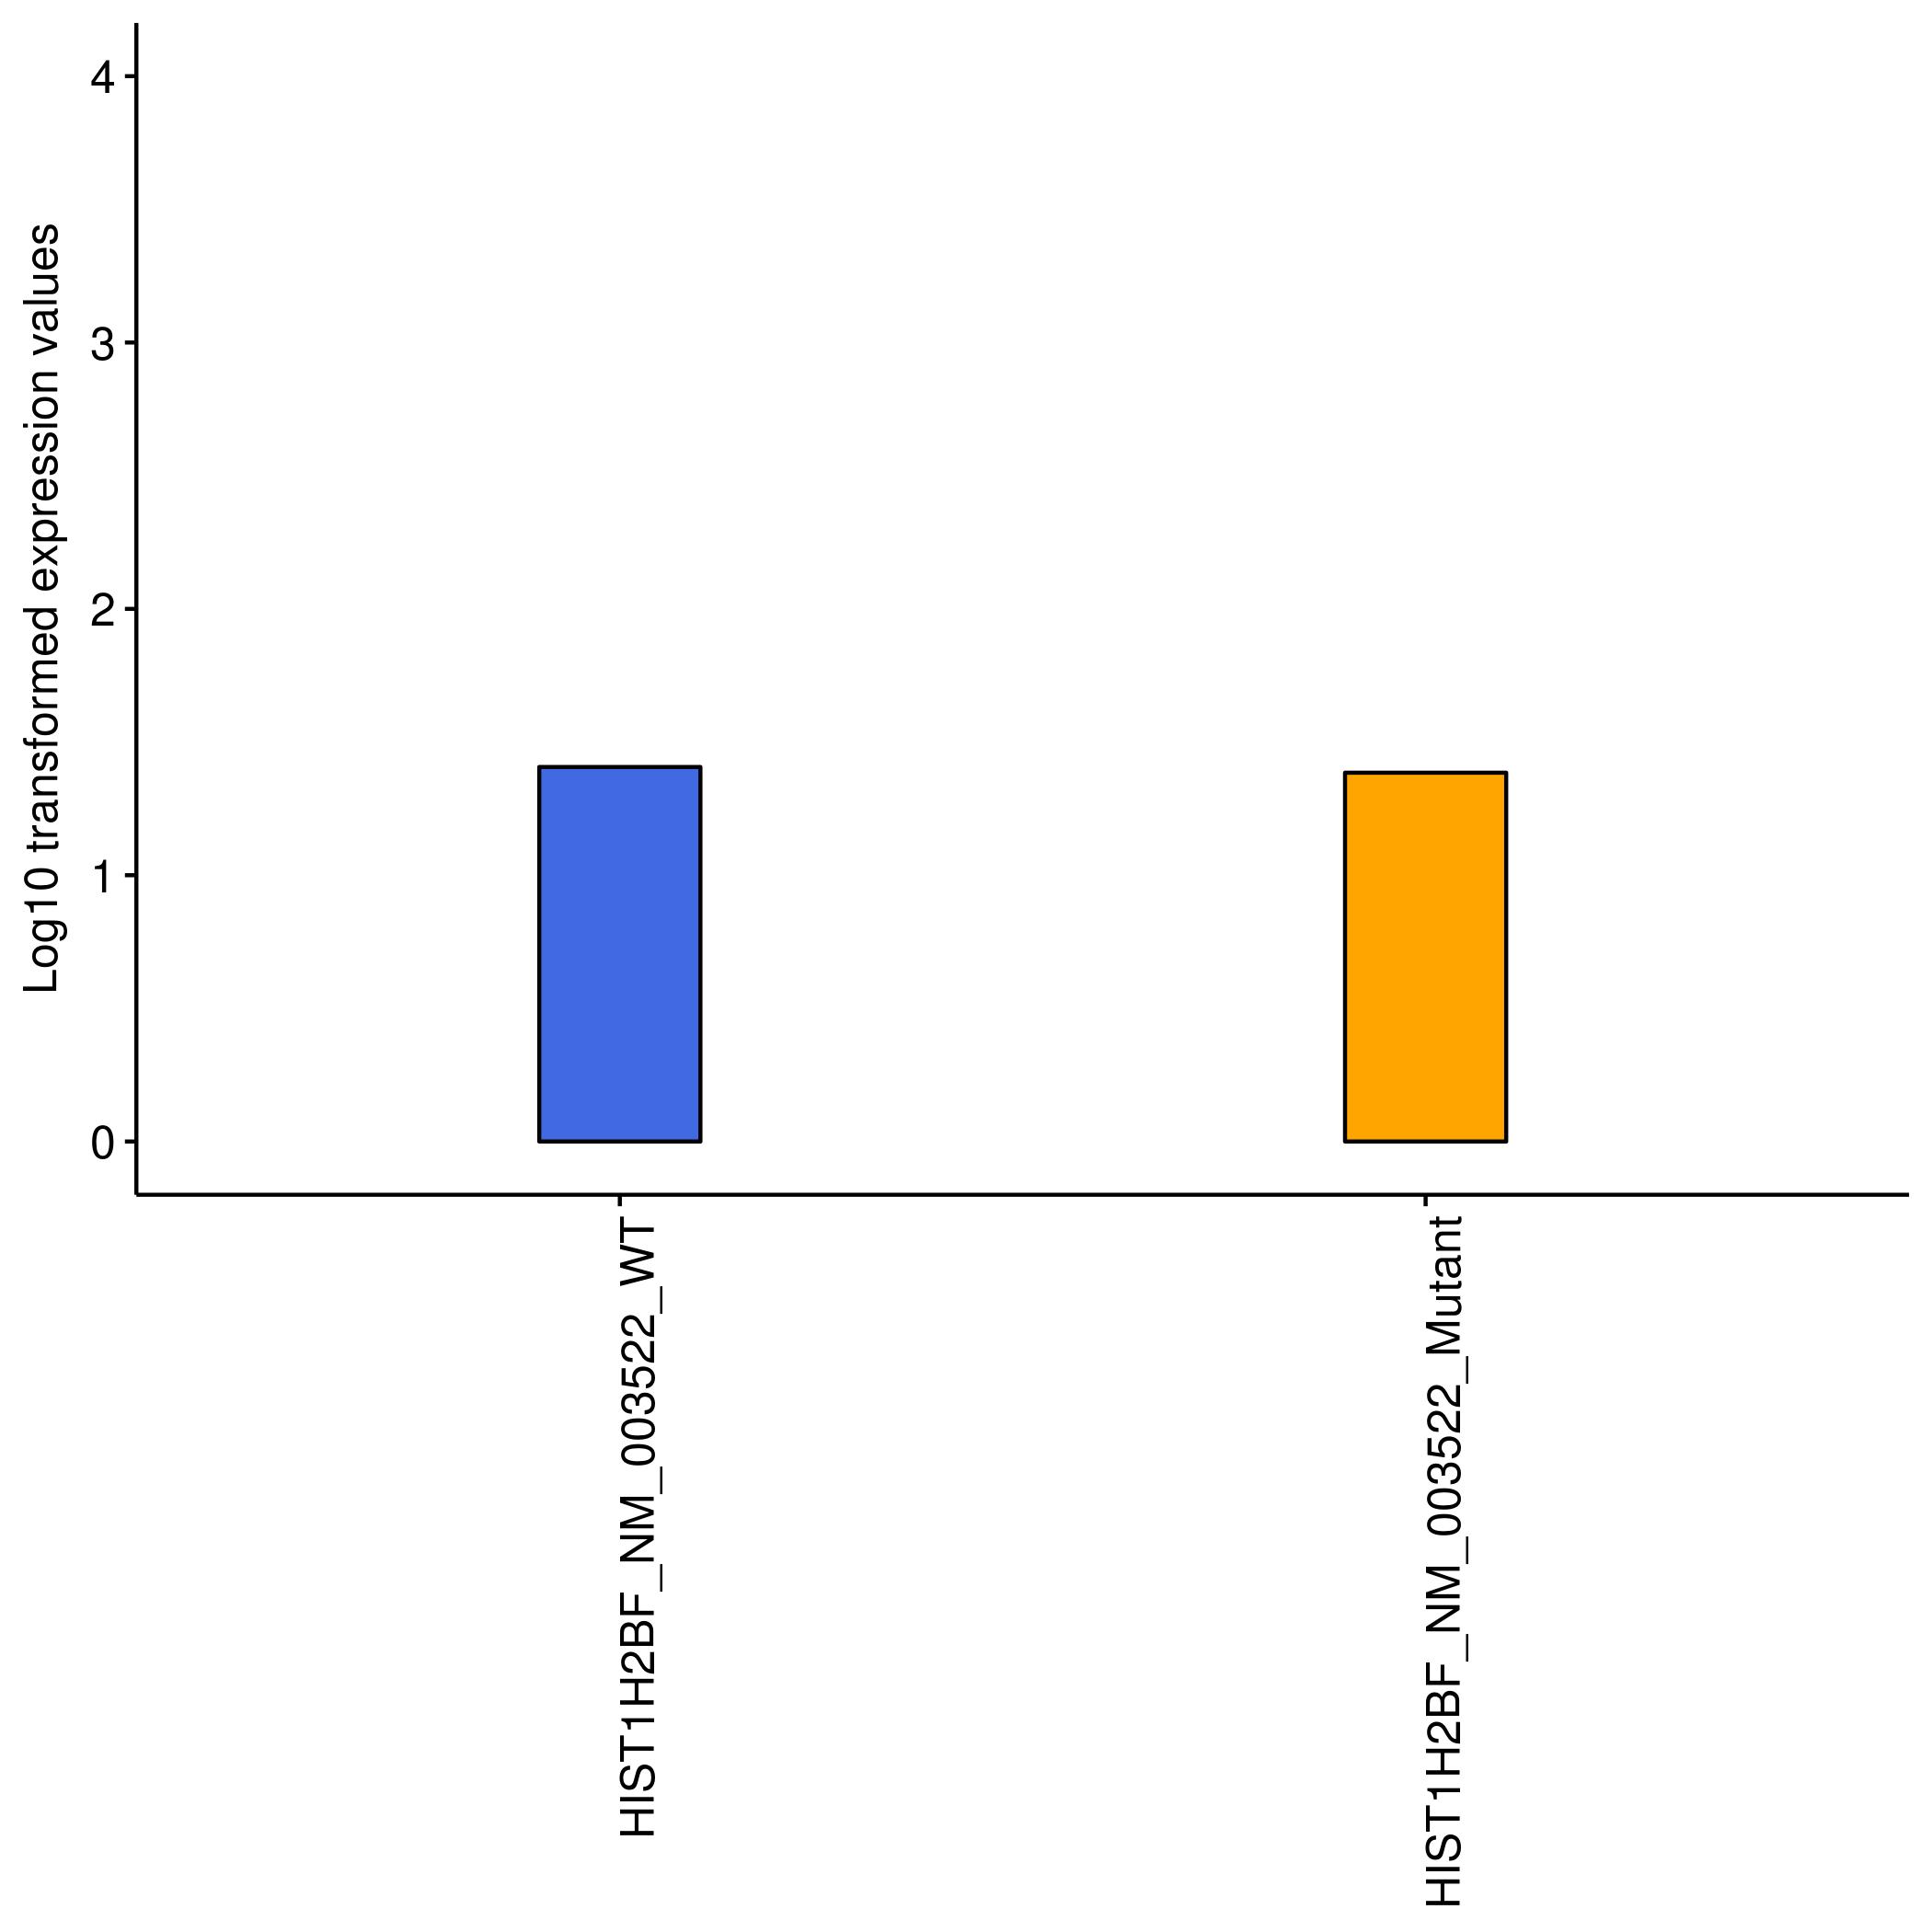 Log10 transformed expression values
4
3
2
1
0
HIST1H2BF_NM_003522_WT
HIST1H2BF_NM_003522_Mutant